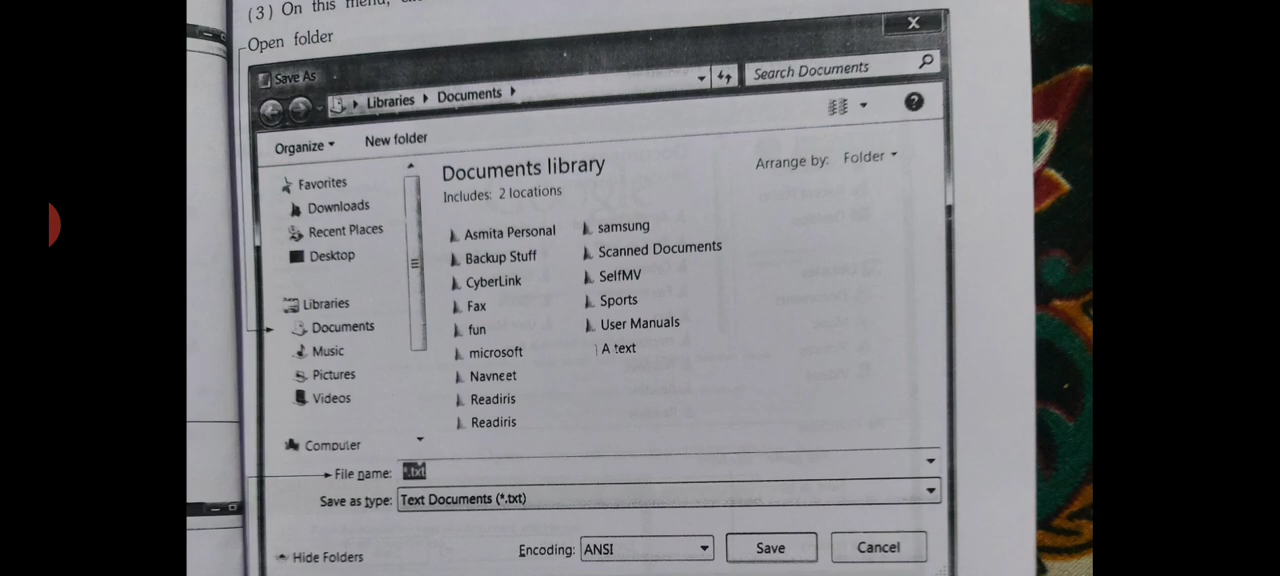 (3) On this menu,
Open folder
Save As
X
Libraries Documents
Search Documents
Organize New folder
?
Favorites
Downloads
Recent Places
Desktop
Libraries
Documents
Music
Pictures
Videos
Computer
Documents library
Includes: 2 locations
Arrange by: Folder
Asmita Personal
Backup Stuff
CyberLink
Fax
fun
microsoft
Navneet
Readiris
Readiris
samsung
Scanned Documents
SelfMV
Sports
User Manuals
A text
File name: *.txt
Save as type: Text Documents (*.txt)
Hide Folders
Encoding: ANSI
Save
Cancel